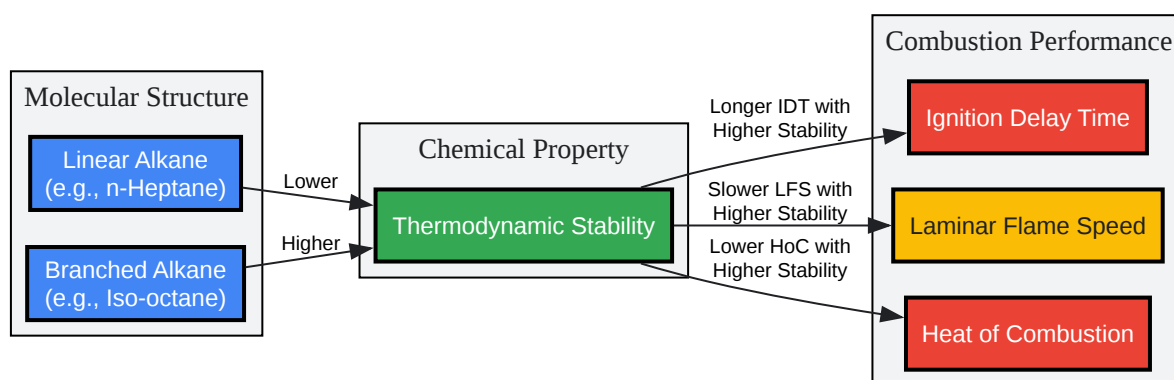 Molecular Structure
Linear Alkane
(e.g., n-Heptane)
Branched Alkane
(e.g., Iso-octane)
Lower
Higher
Chemical Property
Thermodynamic Stability
Longer IDT with
Higher Stability
Slower LFS with
Higher Stability
Lower HoC with
Higher Stability
Combustion Performance
Ignition Delay Time
Laminar Flame Speed
Heat of Combustion